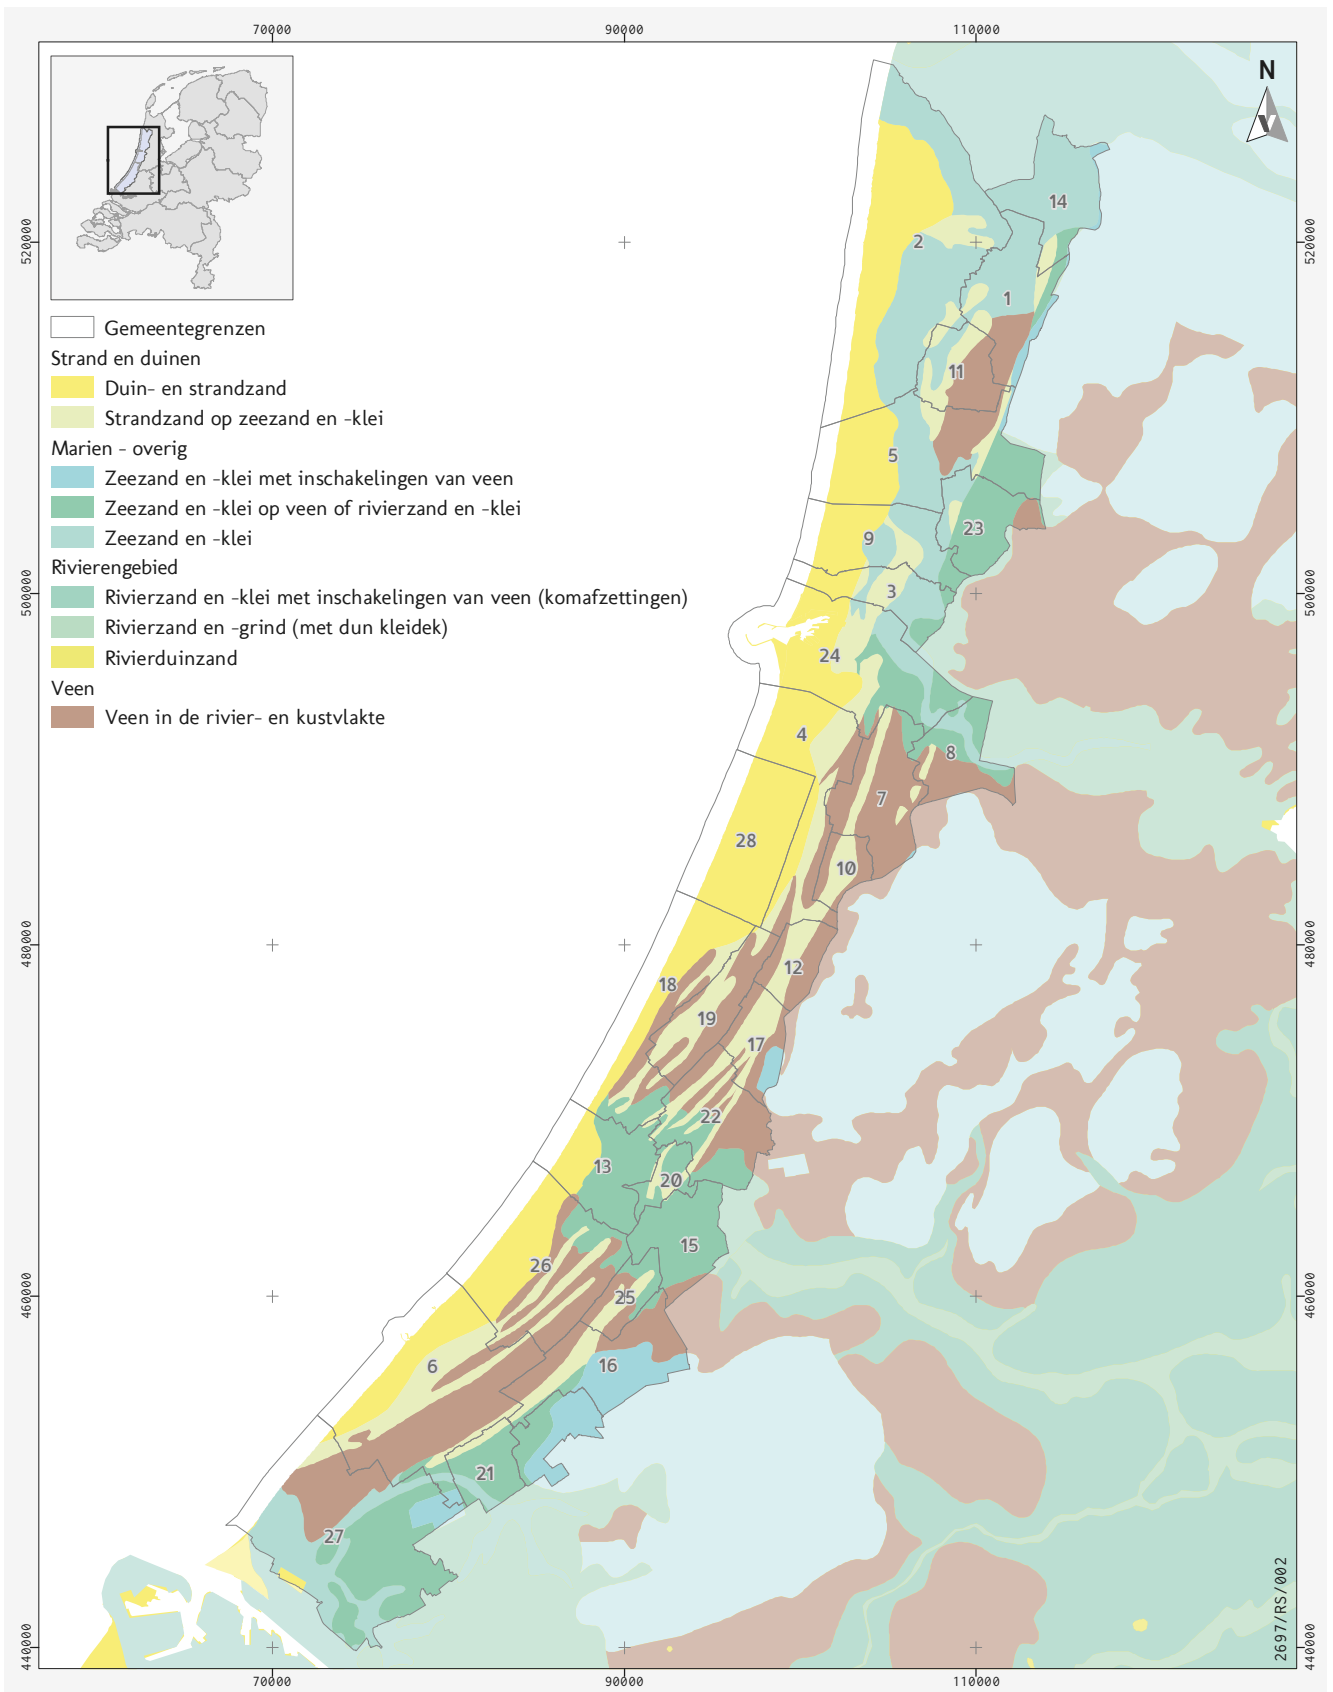 70000
90000
110000
N
Gemeentegrenzen
Strand en duinen
Duin- en strandzand
Strandzand op zeezand en -klei
Marien - overig
Zeezand en -klei met inschakelingen van veen
Zeezand en -klei op veen of rivierzand en -klei
Zeezand en -klei
Rivierengebied
Rivierzand en -klei met inschakelingen van veen (komafzettingen)
Rivierzand en -grind (met dun kleidek)
Rivierduinzand
Veen
Veen in de rivier- en kustvlakte
14
520000
2
520000
1
11
5
23
9
500000
3
500000
24
4
8
7
28
10
480000
480000
12
18
19
17
22
13
20
15
26
460000
25
460000
6
16
21
27
2697/RS/002
440000
440000
70000
90000
110000